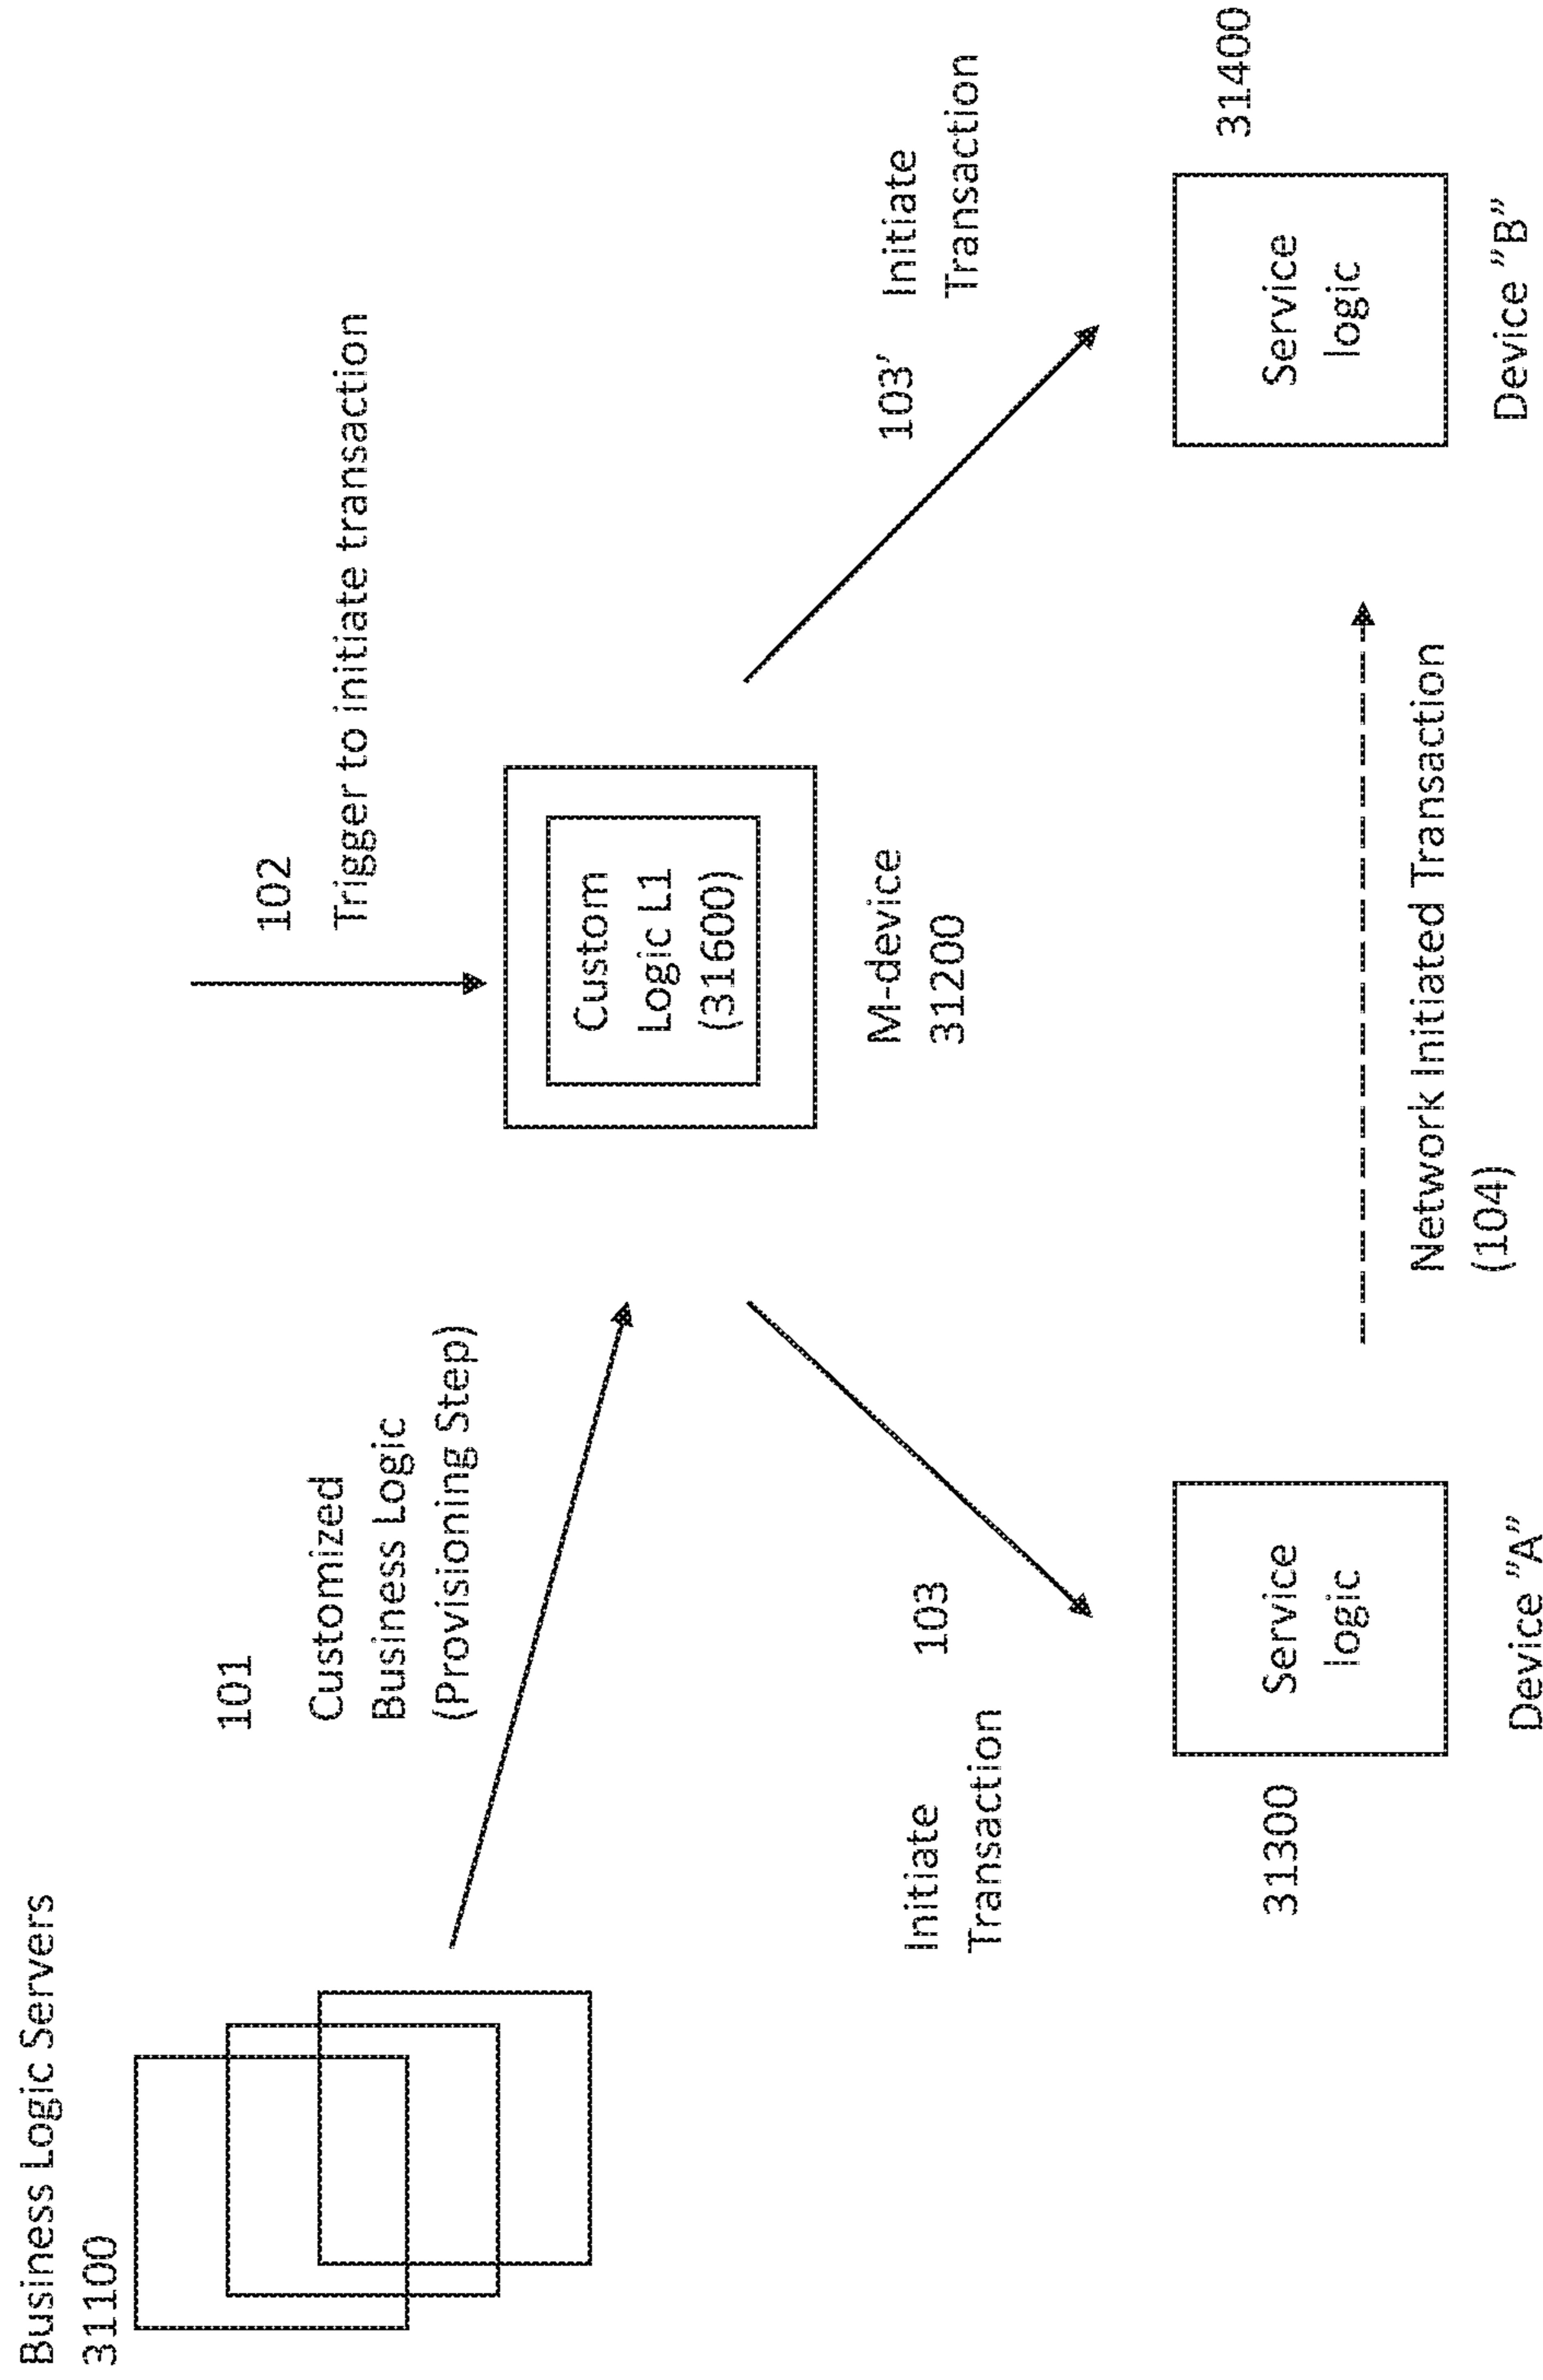 Business Logic Servers
31100
101
Customized
Business Logic
(Provisioning Step)
102
Trigger to initiate transaction
Custom
Logic L1
(31600)
M-device
31200
Initiate
Transaction
103
103'
Initiate
Transaction
31300
Service
logic
Device "A"
Network Initiated Transaction
(104)
Service
logic
31400
Device "B"